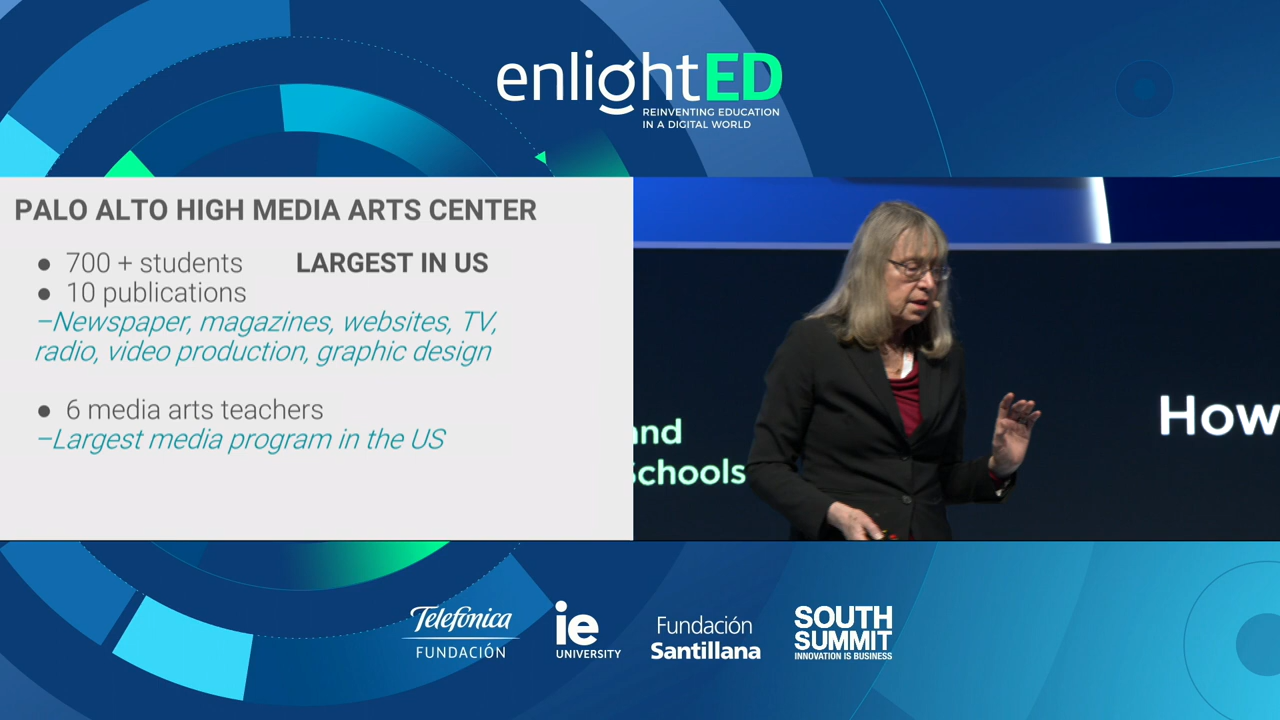 enlightED
REINVENTING EDUCATION
IN A DIGITAL WORLD
PALO ALTO HIGH MEDIA ARTS CENTER
● 700 + students LARGEST IN US
● 10 publications
–Newspaper, magazines, websites, TV,
radio, video production, graphic design
● 6 media arts teachers
–Largest media program in the US
and
Schools
How
Telefónica
FUNDACIÓN
ie
UNIVERSITY
Fundación
Santillana
SOUTH
SUMMIT
INNOVATION IS BUSINESS